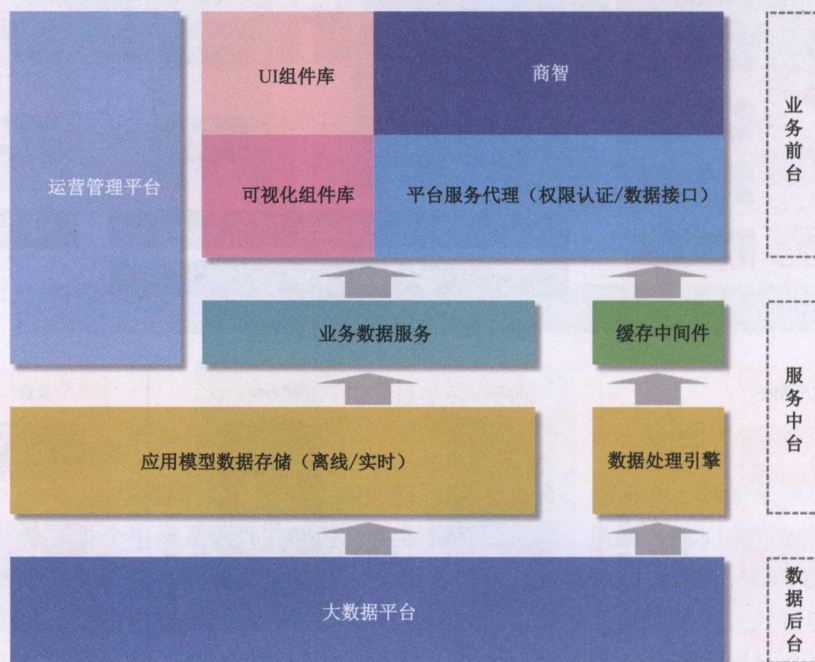 UI组件库
商智
运营管理平台
可视化组件库
平台服务代理（权限认证/数据接口）
业务前台
业务数据服务
缓存中间件
应用模型数据存储（离线/实时）
数据处理引擎
服务中台
大数据平台
数据后台